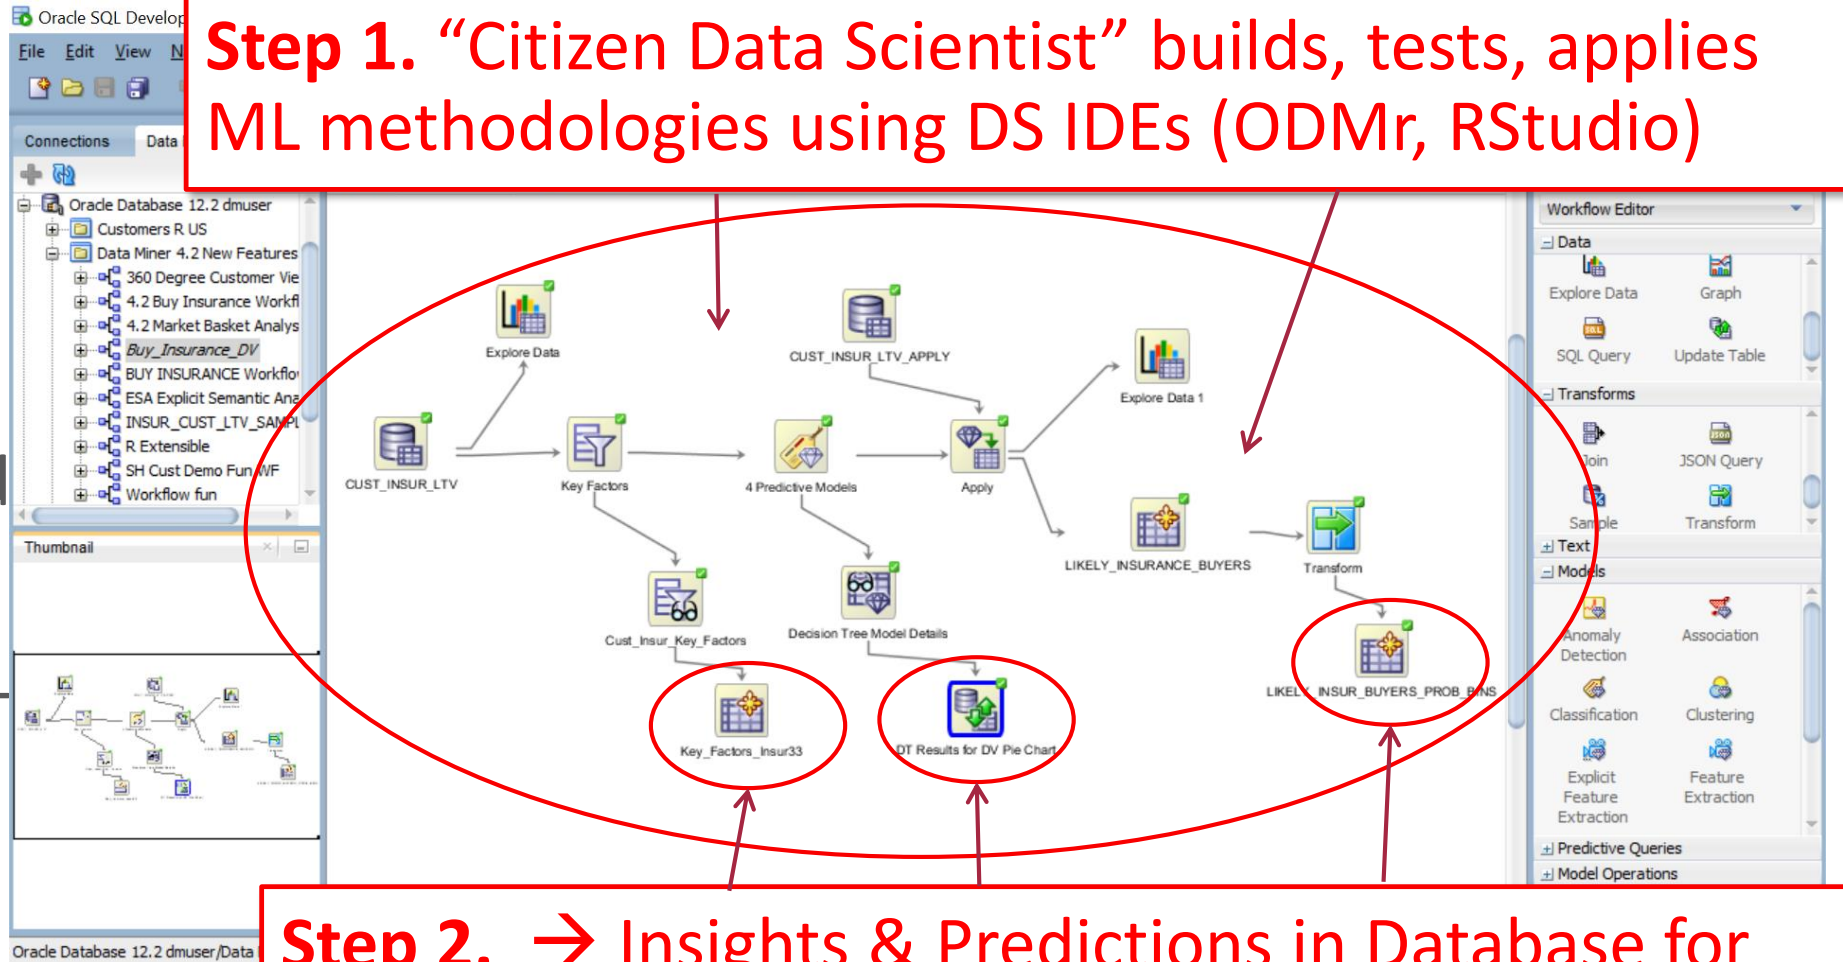 Oracle SQL Develop
Step 1. “Citizen Data Scientist” builds, tests, applies
ML methodologies using DS IDEs (ODMr, RStudio)
File Edit View N
Connections Data
Oracle Database 12.2 dmuser
Customers R US
Data Miner 4.2 New Features
360 Degree Customer Vie
4.2 Buy Insurance Workfl
4.2 Market Basket Analys
Buy_Insurance_DV
BUY INSURANCE Workflo
ESA Explicit Semantic Ana
INSUR_CUST_LTV_SAMPL
R Extensible
SH Cust Demo Fun WF
Workflow fun
Thumbnail
Explore Data
CUST_INSUR_LTV_APPLY
Explore Data 1
CUST_INSUR_LTV
Key Factors
4 Predictive Models
Apply
LIKELY_INSURANCE_BUYERS
Transform
Cust_Insur_Key_Factors
Decision Tree Model Details
LIKELY_INSUR_BUYERS_PROB_BINS
Key_Factors_Insur33
DT Results for DV Pie Chart
Workflow Editor
Data
Explore Data Graph
SQL Query Update Table
Transforms
Join JSON Query
Sample Transform
Text
Models
Anomaly
Detection
Association
Classification Clustering
Explicit
Feature
Extraction
Feature
Extraction
Predictive Queries
Model Operations
Step 2. → Insights & Predictions in Database for
Oracle Database 12.2 dmuser/Data